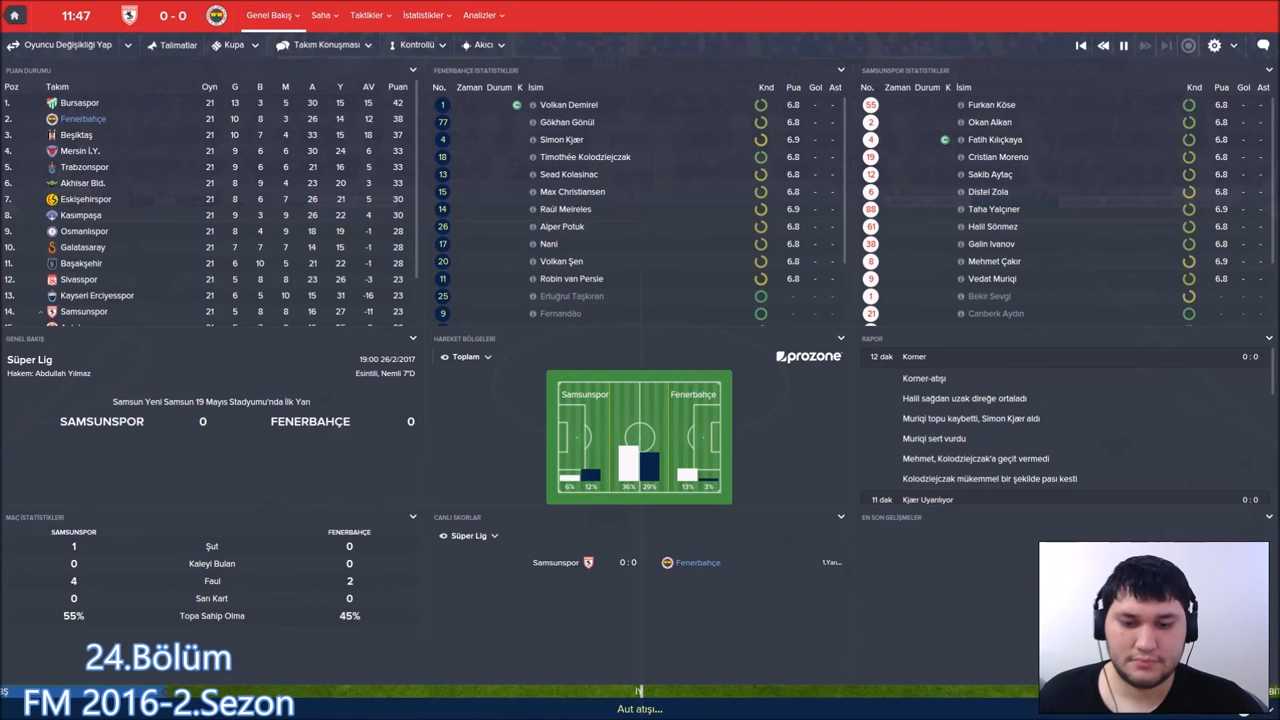 11:47 0 - 0 Genel Bakış Saha Taktikler İstatistikler Analizler
Oyuncu Değişikliği Yap Talimatlar Kupa Takım Konuşması Kontrollü Akıcı
PUAN DURUMU
Poz Takım Oyn G B M A Y AV Puan
1. Bursaspor 21 13 3 5 30 15 15 42
2. Fenerbahçe 21 10 8 3 26 14 12 38
3. Beşiktaş 21 10 7 4 33 15 18 37
4. Mersin İ.Y. 21 9 6 6 30 24 6 33
5. Trabzonspor 21 9 6 6 21 16 5 33
6. Akhisar Bld. 21 8 9 4 23 20 3 33
7. Eskişehirspor 21 8 6 7 26 21 5 30
8. Kasımpaşa 21 9 3 9 26 22 4 30
9. Osmanlıspor 21 8 4 9 18 19 -1 28
10. Galatasaray 21 7 7 7 14 15 -1 28
11. Başakşehir 21 6 10 5 21 22 -1 28
12. Sivasspor 21 5 8 8 23 26 -3 23
13. Kayseri Erciyesspor 21 6 5 10 15 31 -16 23
14. Samsunspor 21 5 8 8 16 27 -11 23
FENERBAHÇE İSTATİSTİKLERİ
No. Zaman Durum K İsim Knd Pua Gol Ast
1 C Volkan Demirel 6.8 - -
77 Gökhan Gönül 6.8 - -
4 Simon Kjær 6.9 - -
18 Timothée Kolodziejczak 6.8 - -
13 Sead Kolasinac 6.8 - -
15 Max Christiansen 6.8 - -
14 Raúl Meireles 6.9 - -
26 Alper Potuk 6.8 - -
17 Nani 6.8 - -
20 Volkan Şen 6.8 - -
11 Robin van Persie 6.8 - -
25 Ertuğrul Taşkıran - - -
9 Fernandão - - -
SAMSUNSPOR İSTATİSTİKLERİ
No. Zaman Durum K İsim Knd Pua Gol Ast
55 Furkan Köse 6.8 - -
2 Okan Alkan 6.8 - -
4 C Fatih Kılıçkaya 6.8 - -
19 Cristian Moreno 6.8 - -
12 Sakıb Aytaç 6.8 - -
6 Distel Zola 6.8 - -
88 Taha Yalçıner 6.9 - -
61 Halil Sönmez 6.8 - -
38 Galin Ivanov 6.8 - -
8 Mehmet Çakır 6.9 - -
9 Vedat Muriqi 6.8 - -
1 Bekir Sevgi - - -
21 Canberk Aydın - - -
GENEL BAKIŞ
Süper Lig 19:00 26/2/2017
Hakem: Abdullah Yılmaz Esintili, Nemli 7°D
Samsun Yeni Samsun 19 Mayıs Stadyumu'nda İlk Yarı
SAMSUNSPOR 0 FENERBAHÇE 0
HAREKET BÖLGELERİ
Toplam prozone
Samsunspor Fenerbahçe
6% 12% 36% 29% 13% 3%
RAPOR
12 dak Korner 0 : 0
Korner-atışı
Halil sağdan uzak direğe ortaladı
Muriqi topu kaybetti, Simon Kjær aldı
Muriqi sert vurdu
Mehmet, Kolodziejczak'a geçit vermedi
Kolodziejczak mükemmel bir şekilde pası kesti
11 dak Kjær Uyarılıyor 0 : 0
MAÇ İSTATİSTİKLERİ
SAMSUNSPOR FENERBAHÇE
1 Şut 0
0 Kaleyi Bulan 0
4 Faul 2
0 Sarı Kart 0
55% Topa Sahip Olma 45%
CANLI SKORLAR
Süper Lig
Samsunspor 0 : 0 Fenerbahçe 1.Yarı...
EN SON GELİŞMELER
24.Bölüm
FM 2016-2.Sezon
İY
Aut atışı...